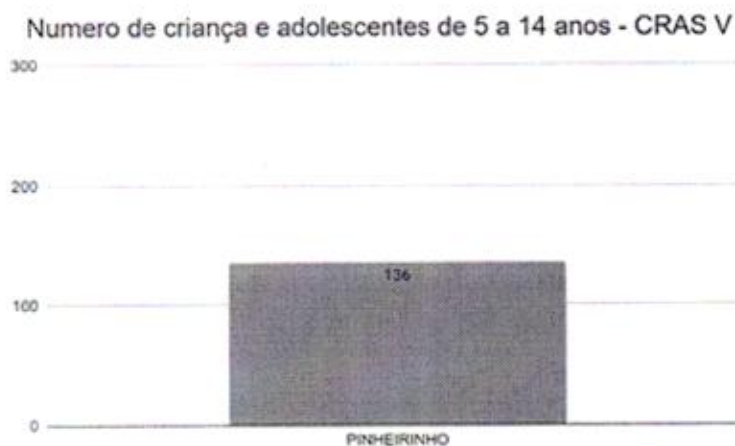 Numero de criança e adolescentes de 5 a 14 anos - CRAS V
300
200
136
100
0
PINHEIRINHO